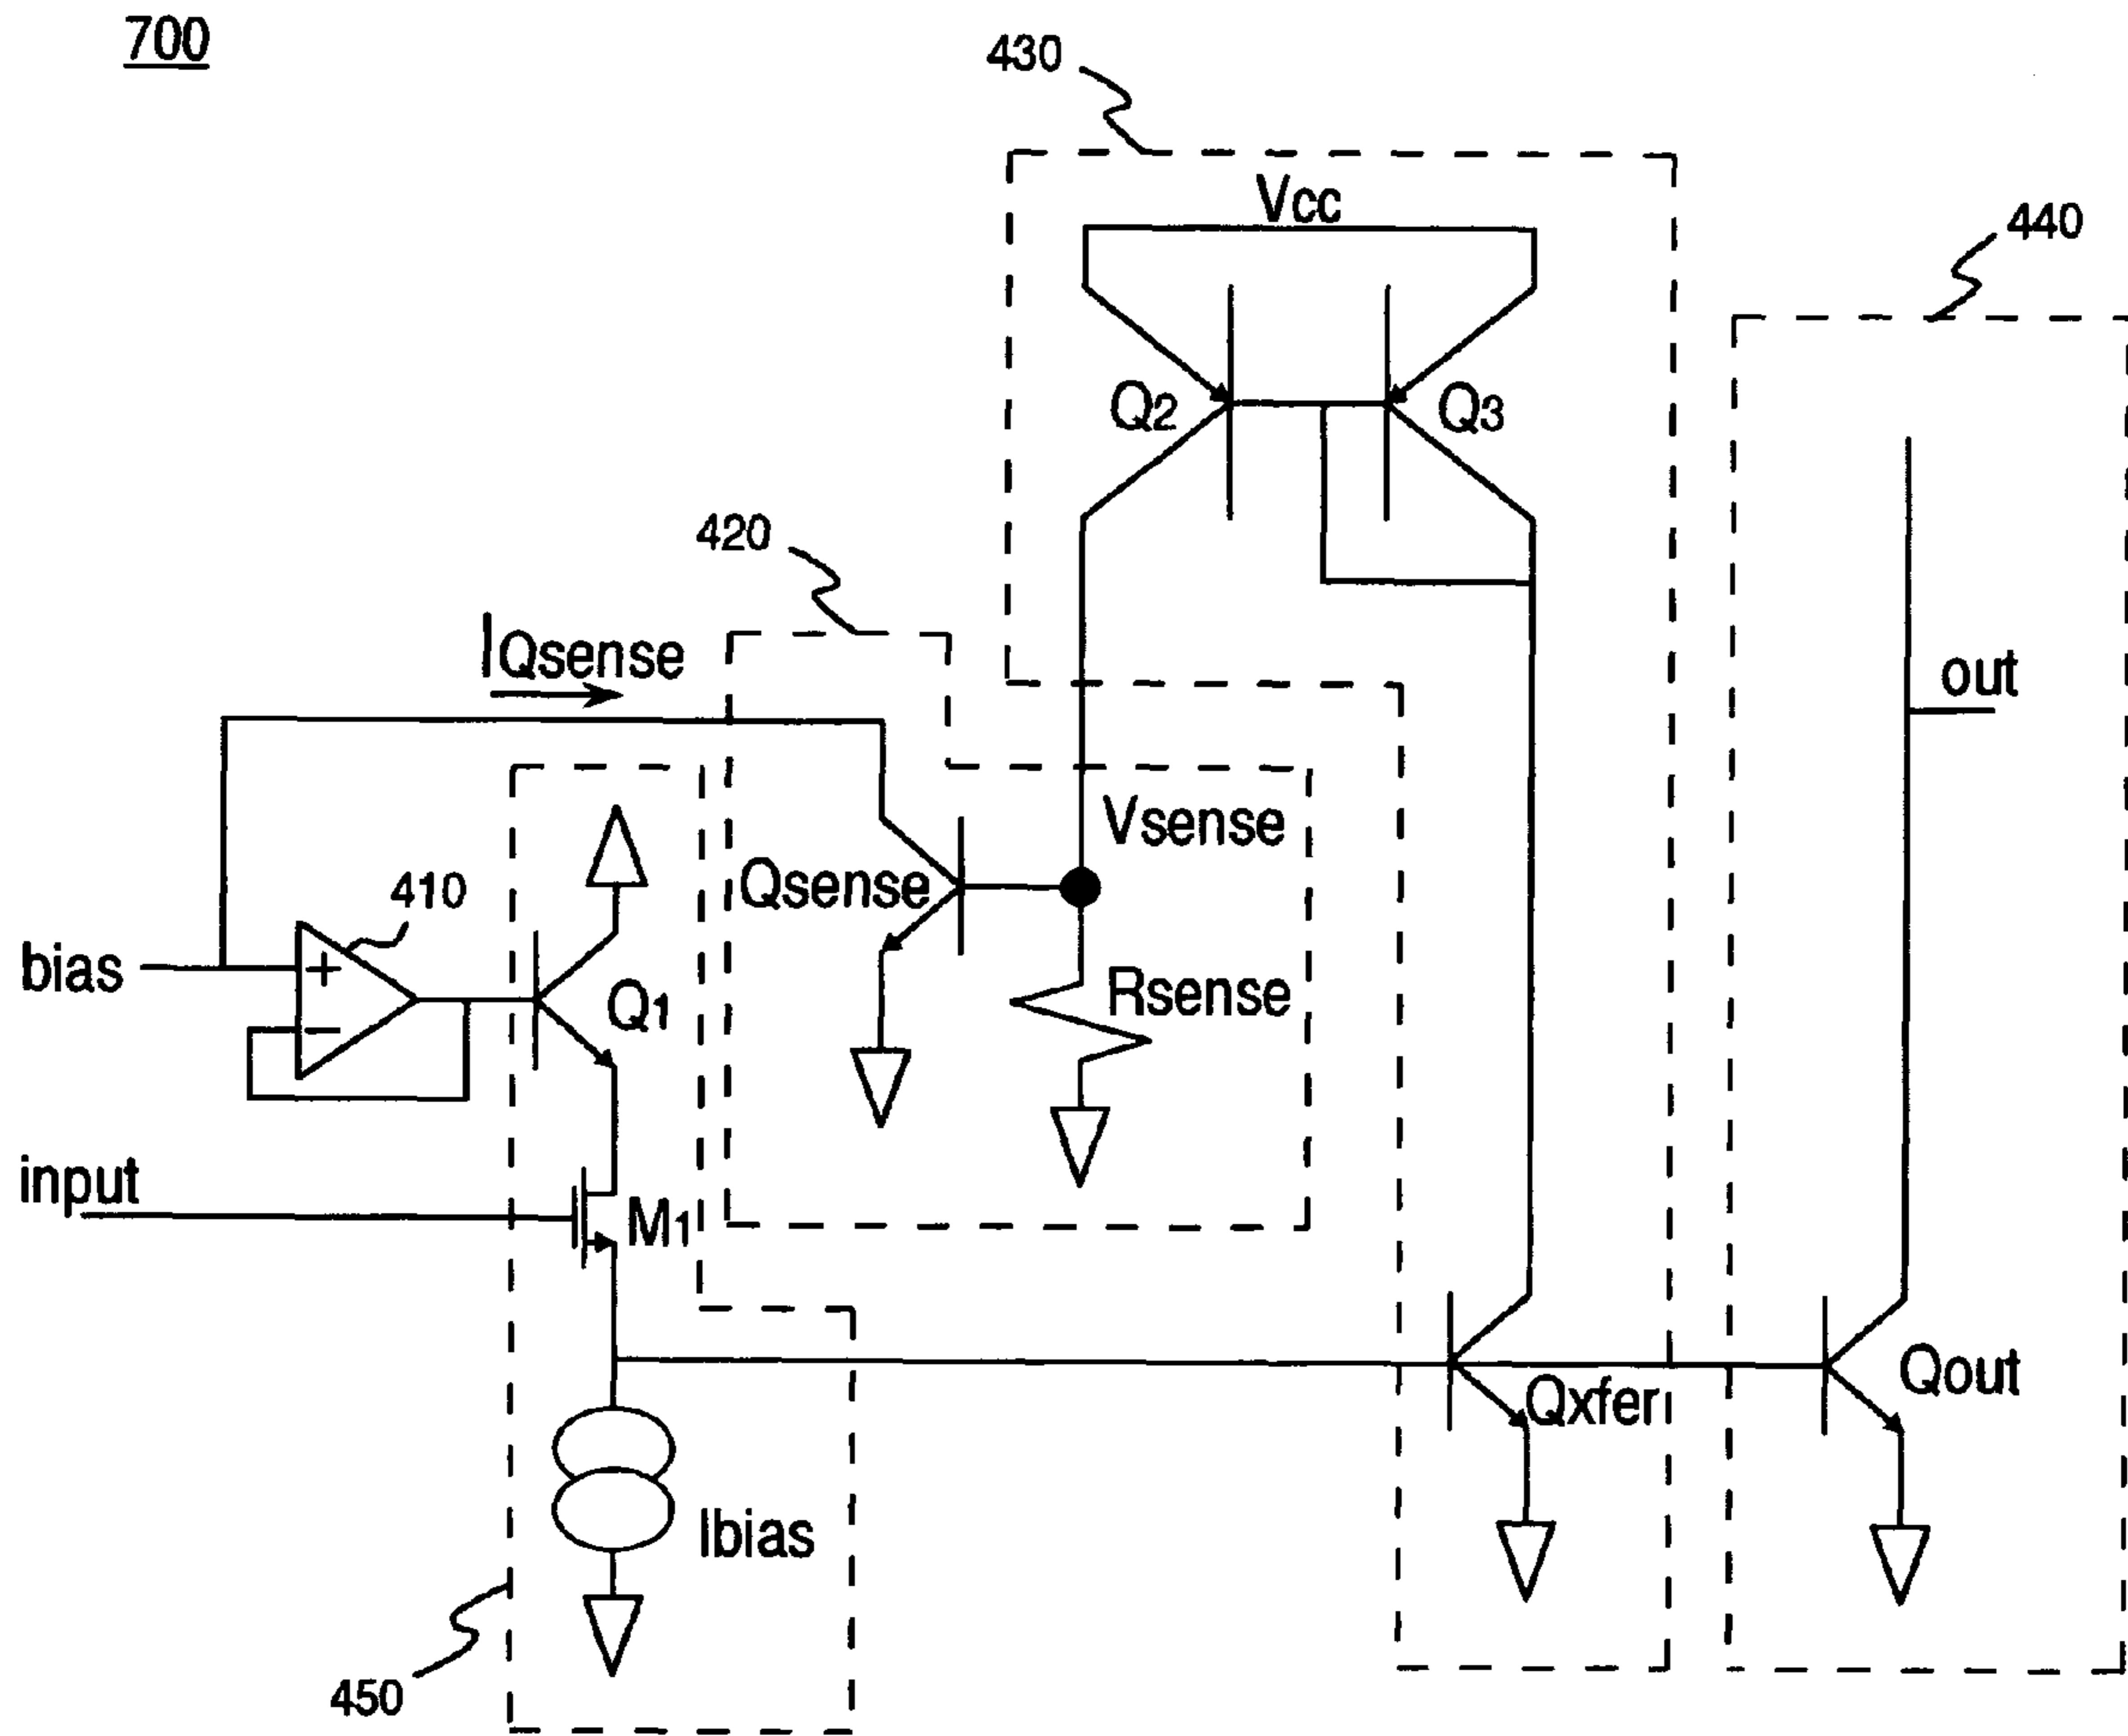 700
430
Vcc
440
Q2
Q3
420
IQsense
out
Vsense
Qsense
410
bias
+
Rsense
Q1
−
input
M1
Qxfer
Qout
Ibias
450